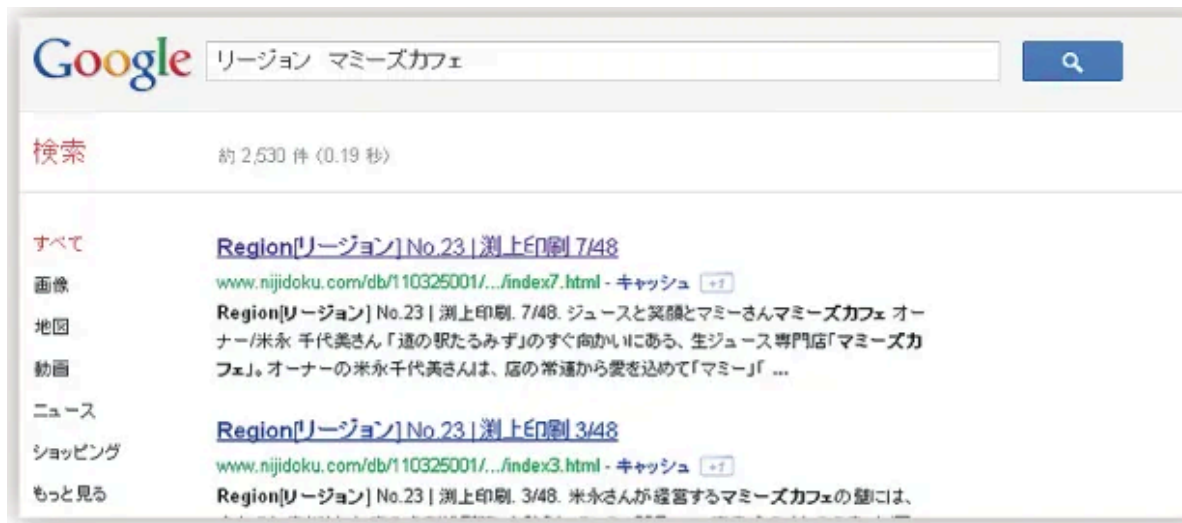 Google リージョン マミーズカフェ
検索 約 2,530 件 (0.19 秒)
すべて
画像
地図
動画
ニュース
ショッピング
もっと見る
Region[リージョン] No.23 | 渕上印刷 7/48
www.nijidoku.com/db/110325001/.../index7.html - キャッシュ +1
Region[リージョン] No.23 | 渕上印刷. 7/48. ジュースと笑顔とマミーさんマミーズカフェ オー
ナー/米永 千代美さん 「道の駅たるみず」のすぐ向かいにある、生ジュース専門店「マミーズカ
フェ」。オーナーの米永千代美さんは、店の常連から愛を込めて「マミー」「 ...
Region[リージョン] No.23 | 渕上印刷 3/48
www.nijidoku.com/db/110325001/.../index3.html - キャッシュ +1
Region[リージョン] No.23 | 渕上印刷. 3/48. 米永さんが経営するマミーズカフェの壁には、